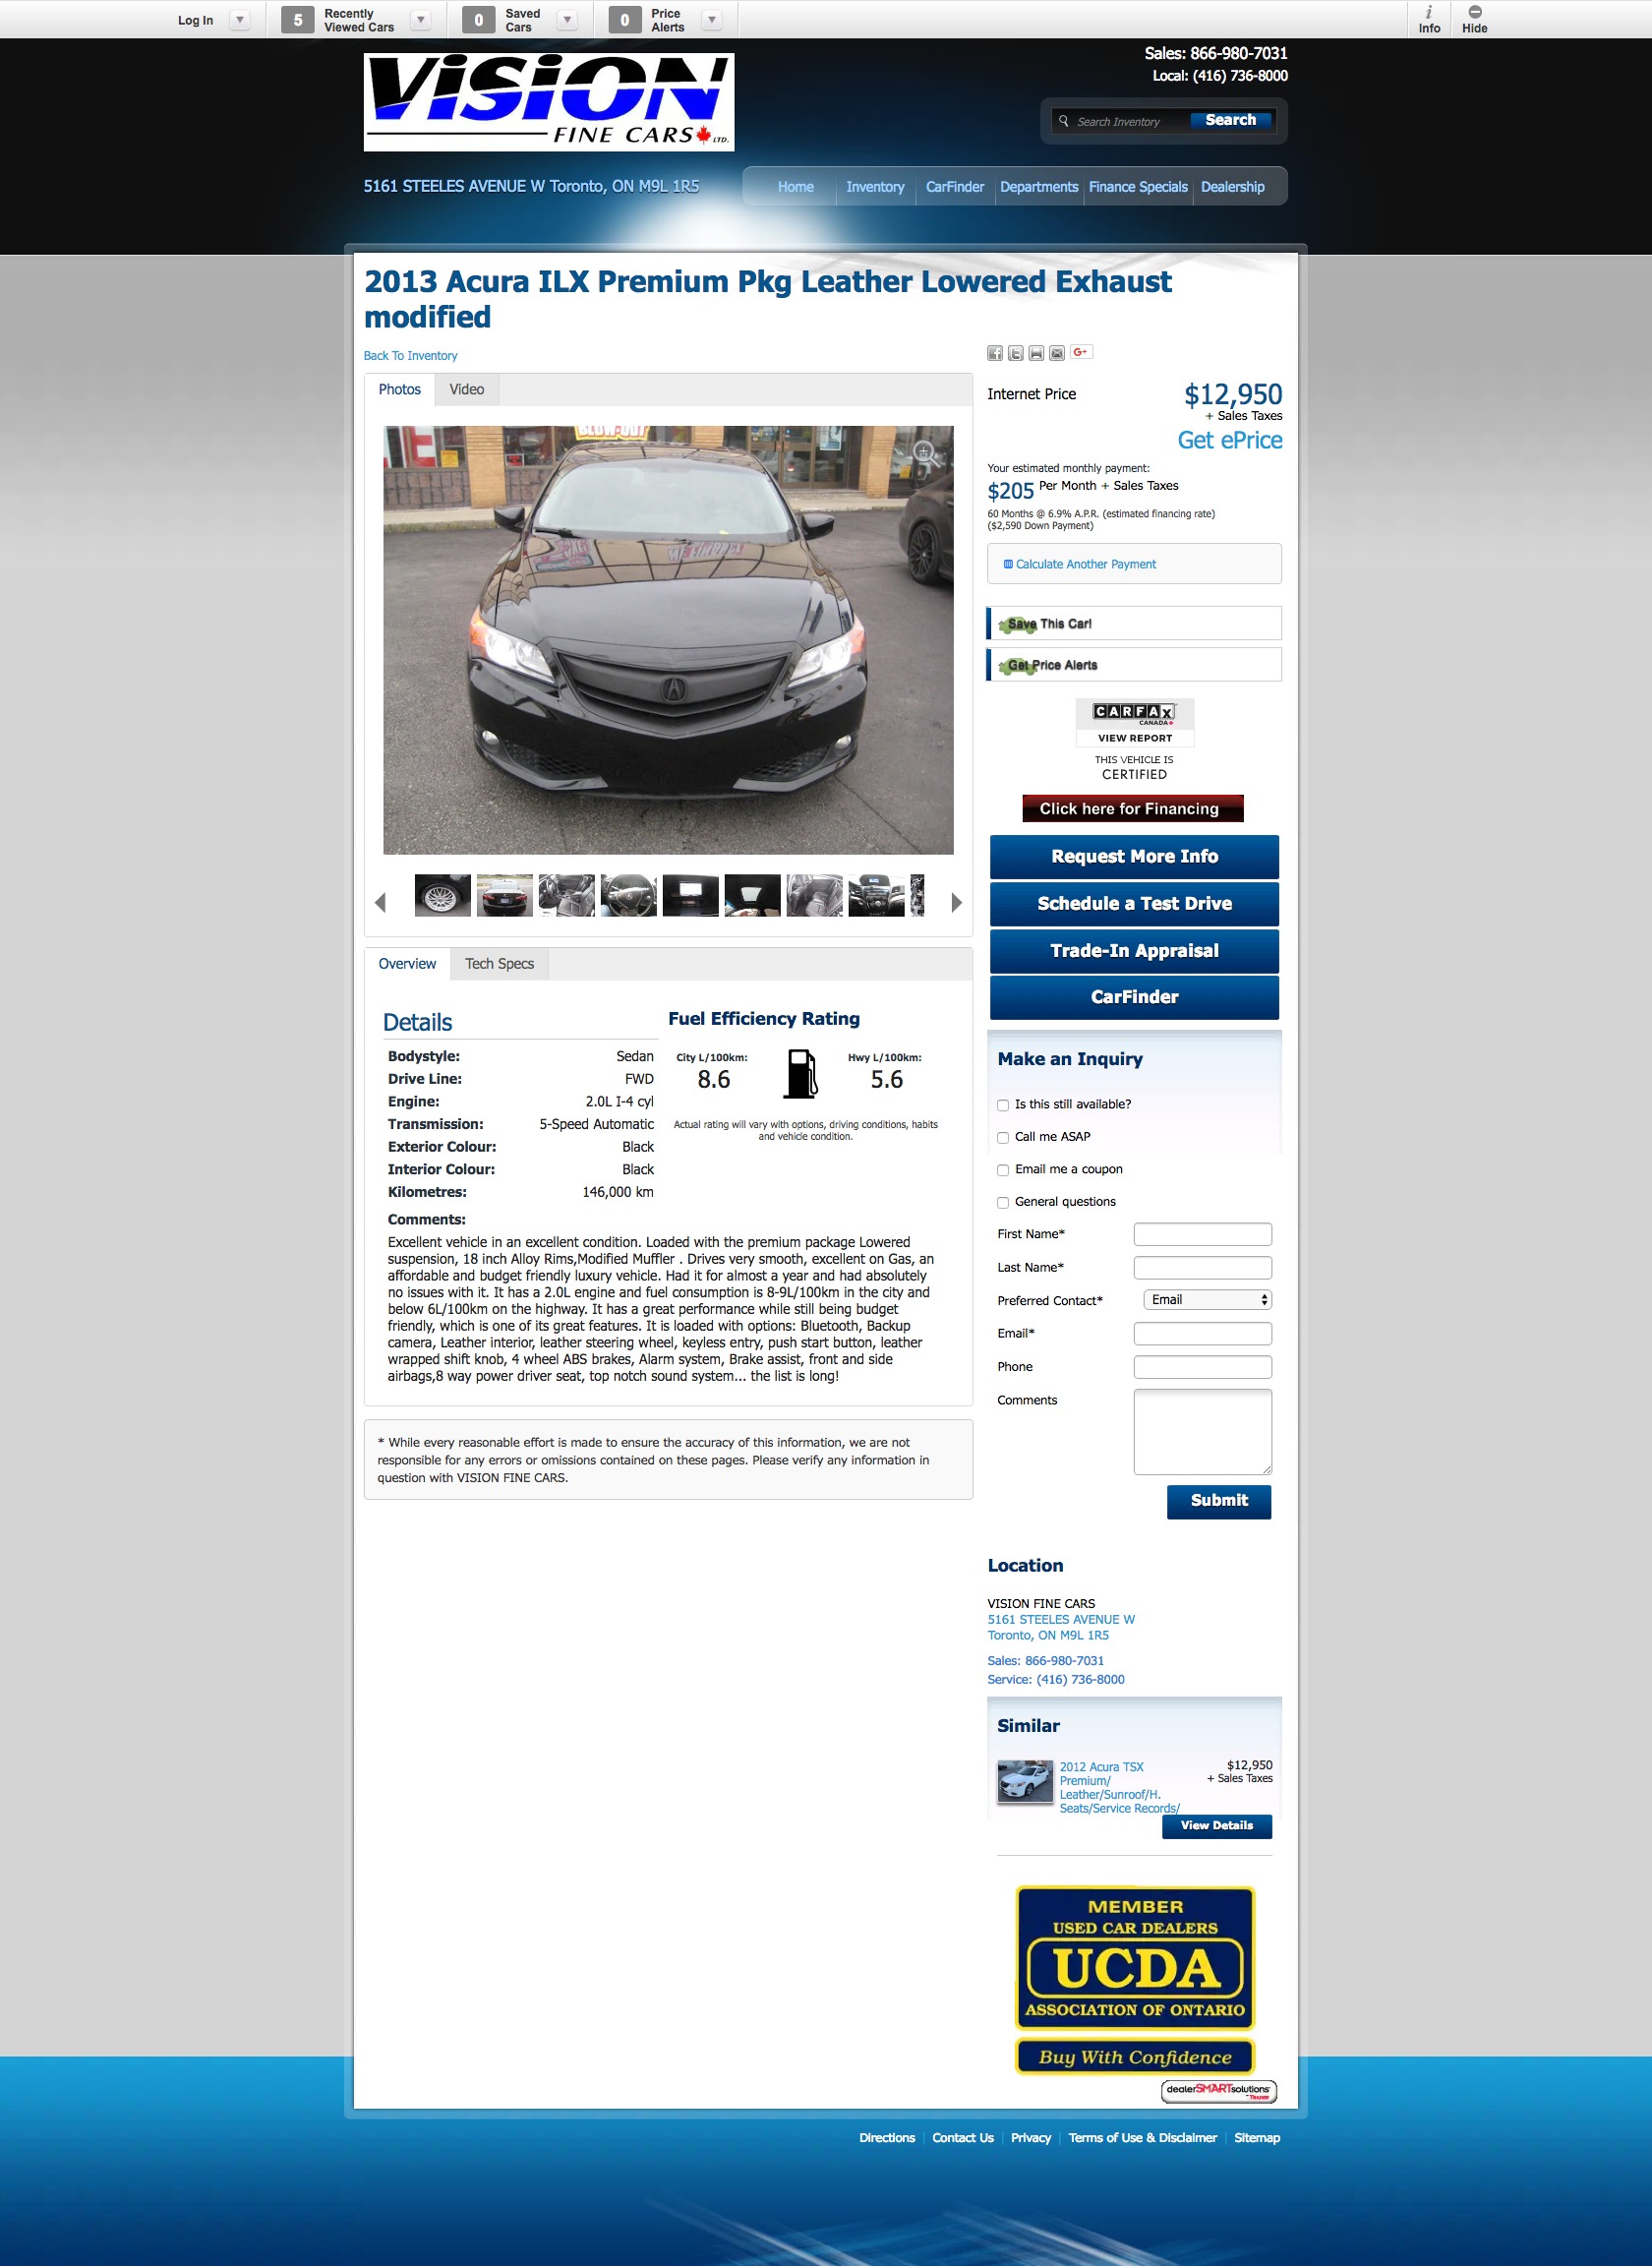 Log In
5 Recently Viewed Cars
0 Saved Cars
0 Price Alerts
i Info
Hide
VISION
FINE CARS LTD.
Sales: 866-980-7031
Local: (416) 736-8000
Search Inventory
Search
5161 STEELES AVENUE W Toronto, ON M9L 1R5
Home Inventory CarFinder Departments Finance Specials Dealership
2013 Acura ILX Premium Pkg Leather Lowered Exhaust
modified
Back To Inventory
G+
Photos Video
BLOW-OUT
Internet Price
$12,950
+ Sales Taxes
Get ePrice
Your estimated monthly payment:
$205 Per Month + Sales Taxes
60 Months @ 6.9% A.P.R. (estimated financing rate)
($2,590 Down Payment)
Calculate Another Payment
Save This Car!
Get Price Alerts
CARFAX
CANADA
VIEW REPORT
THIS VEHICLE IS
CERTIFIED
Click here for Financing
Request More Info
Schedule a Test Drive
Trade-In Appraisal
CarFinder
Overview Tech Specs
Details
Bodystyle: Sedan
Drive Line: FWD
Engine: 2.0L I-4 cyl
Transmission: 5-Speed Automatic
Exterior Colour: Black
Interior Colour: Black
Kilometres: 146,000 km
Fuel Efficiency Rating
City L/100km: Hwy L/100km:
8.6 5.6
Actual rating will vary with options, driving conditions, habits
and vehicle condition.
Comments:
Excellent vehicle in an excellent condition. Loaded with the premium package Lowered
suspension, 18 inch Alloy Rims,Modified Muffler . Drives very smooth, excellent on Gas, an
affordable and budget friendly luxury vehicle. Had it for almost a year and had absolutely
no issues with it. It has a 2.0L engine and fuel consumption is 8-9L/100km in the city and
below 6L/100km on the highway. It has a great performance while still being budget
friendly, which is one of its great features. It is loaded with options: Bluetooth, Backup
camera, Leather interior, leather steering wheel, keyless entry, push start button, leather
wrapped shift knob, 4 wheel ABS brakes, Alarm system, Brake assist, front and side
airbags,8 way power driver seat, top notch sound system... the list is long!
* While every reasonable effort is made to ensure the accuracy of this information, we are not
responsible for any errors or omissions contained on these pages. Please verify any information in
question with VISION FINE CARS.
Make an Inquiry
Is this still available?
Call me ASAP
Email me a coupon
General questions
First Name*
Last Name*
Preferred Contact* Email
Email*
Phone
Comments
Submit
Location
VISION FINE CARS
5161 STEELES AVENUE W
Toronto, ON M9L 1R5
Sales: 866-980-7031
Service: (416) 736-8000
Similar
2012 Acura TSX
Premium/
Leather/Sunroof/H.
Seats/Service Records/
$12,950
+ Sales Taxes
View Details
MEMBER
USED CAR DEALERS
UCDA
ASSOCIATION OF ONTARIO
Buy With Confidence
dealerSMARTsolutions
Directions Contact Us Privacy Terms of Use & Disclaimer Sitemap